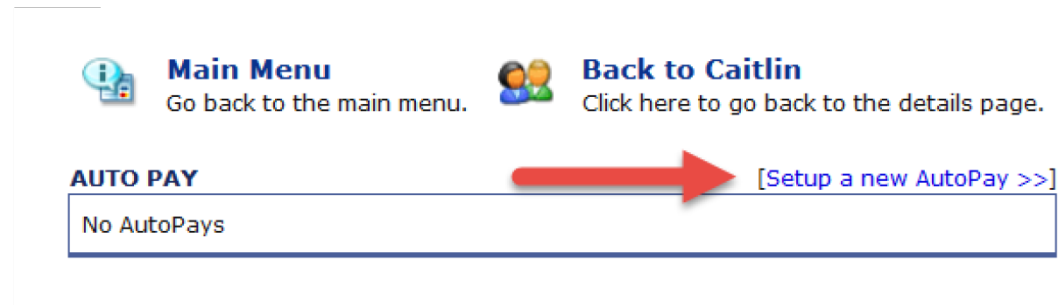 Main Menu
Go back to the main menu.
Back to Caitlin
Click here to go back to the details page.
AUTO PAY
[Setup a new AutoPay >>]
No AutoPays